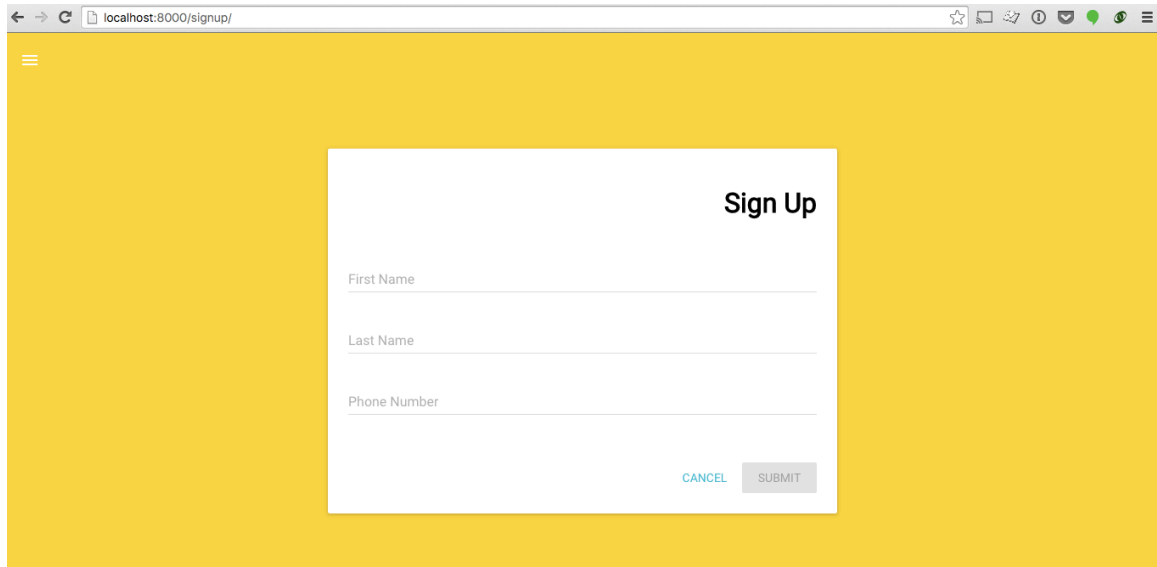 localhost:8000/signup/
Sign Up
First Name
Last Name
Phone Number
CANCEL SUBMIT